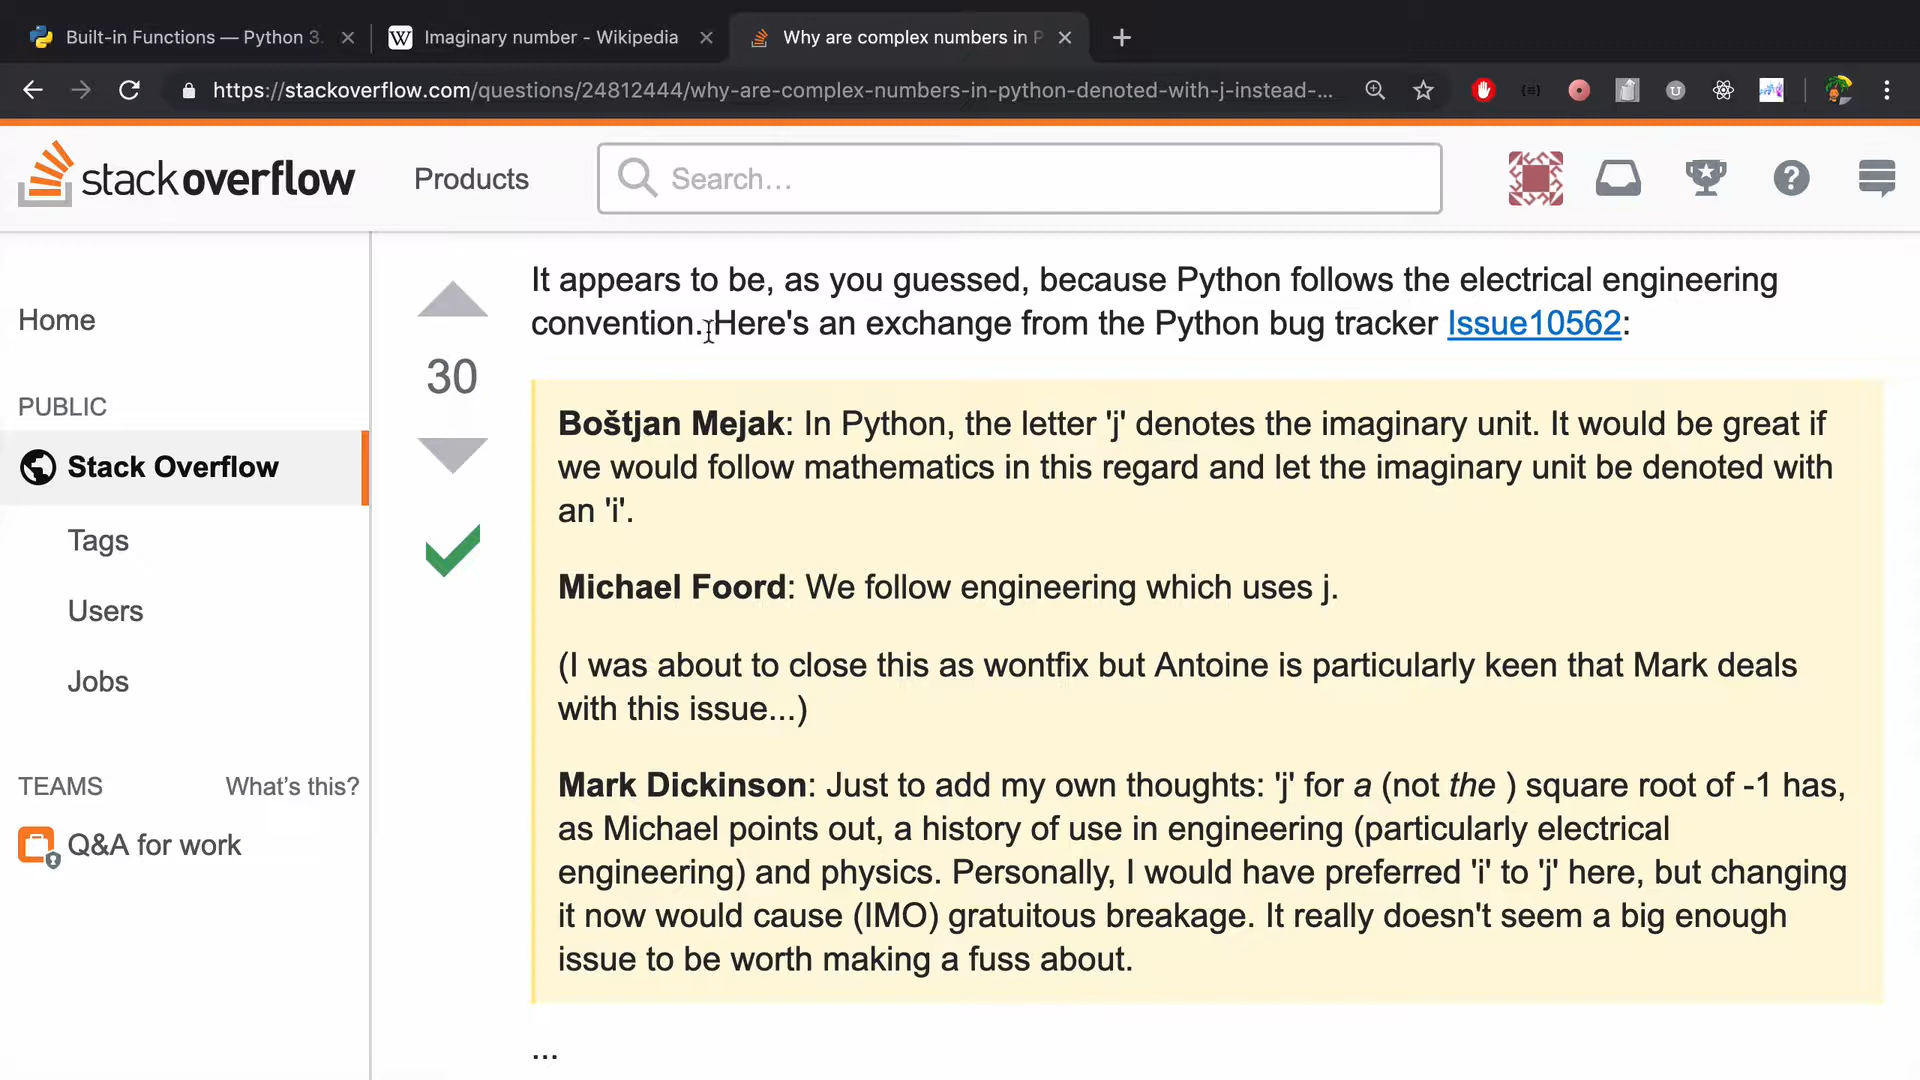 Built-in Functions — Python 3.
Imaginary number - Wikipedia
Why are complex numbers in P
https://stackoverflow.com/questions/24812444/why-are-complex-numbers-in-python-denoted-with-j-instead-...
stackoverflow
Products
Search...
Home
PUBLIC
Stack Overflow
Tags
Users
Jobs
TEAMS
What's this?
Q&A for work
30
It appears to be, as you guessed, because Python follows the electrical engineering
convention. Here's an exchange from the Python bug tracker Issue10562:
Boštjan Mejak: In Python, the letter 'j' denotes the imaginary unit. It would be great if
we would follow mathematics in this regard and let the imaginary unit be denoted with
an 'i'.
Michael Foord: We follow engineering which uses j.
(I was about to close this as wontfix but Antoine is particularly keen that Mark deals
with this issue...)
Mark Dickinson: Just to add my own thoughts: 'j' for a (not the ) square root of -1 has,
as Michael points out, a history of use in engineering (particularly electrical
engineering) and physics. Personally, I would have preferred 'i' to 'j' here, but changing
it now would cause (IMO) gratuitous breakage. It really doesn't seem a big enough
issue to be worth making a fuss about.
...